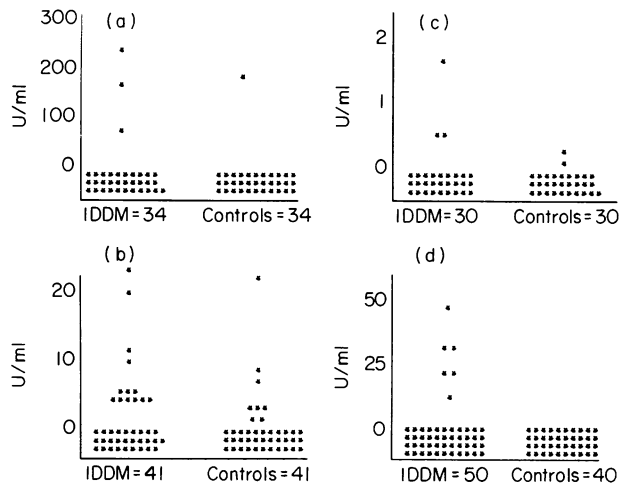 (a)
300
200
100
0
U/ml
IDDM=34 Controls=34
(c)
2
1
0
U/ml
IDDM=30 Controls=30
(b)
20
10
0
U/ml
IDDM=41 Controls=41
(d)
50
25
0
U/ml
IDDM=50 Controls=40